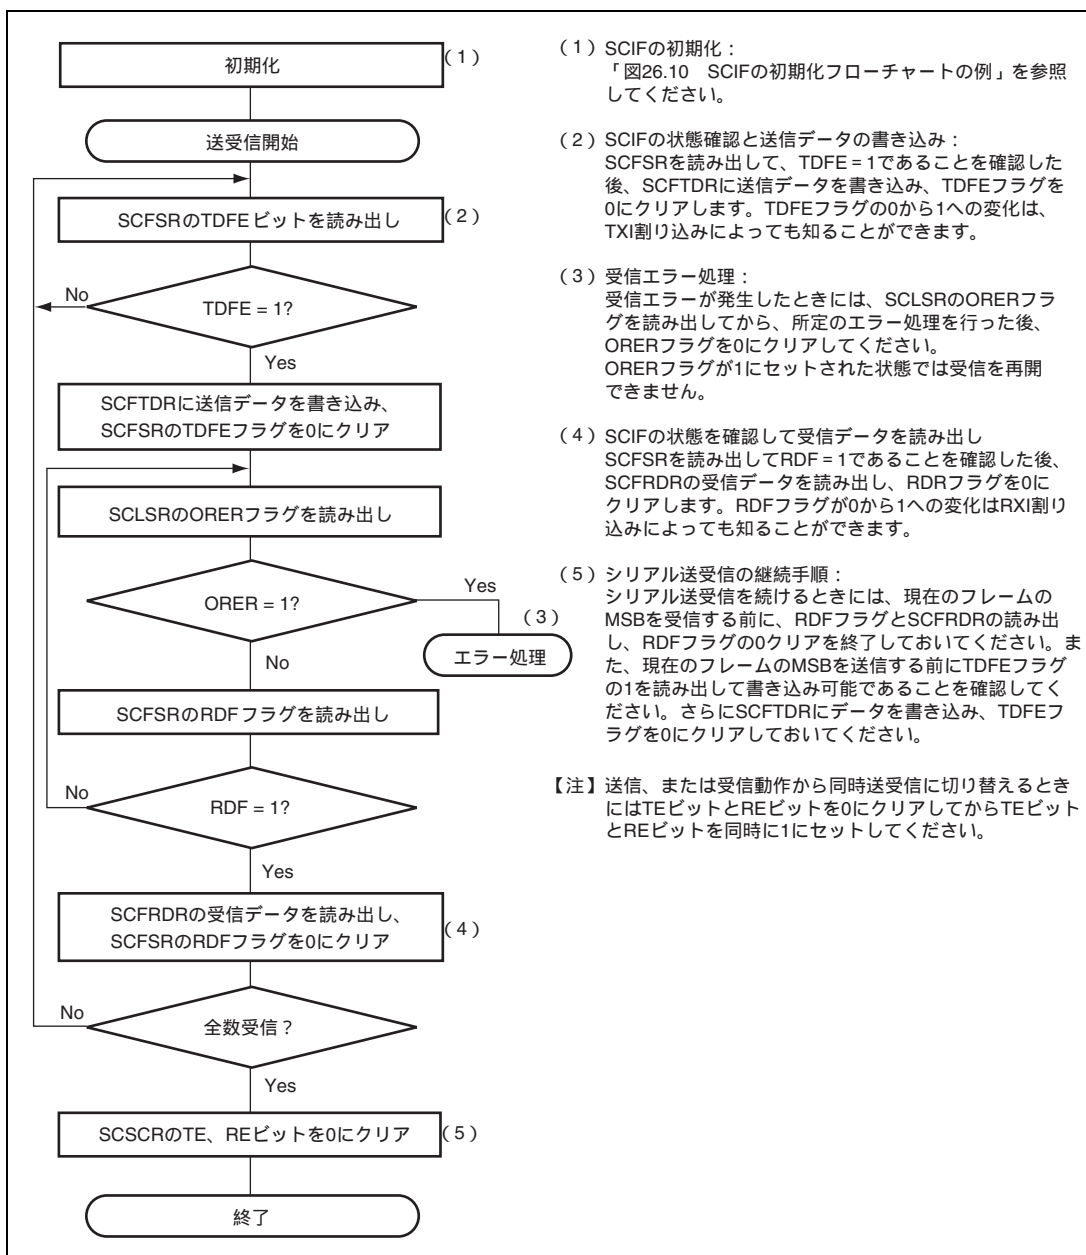 初期化
(1)
送受信開始
SCFSRのTDFEビットを読み出し
(2)
No
TDFE = 1?
Yes
SCFTDRに送信データを書き込み、
SCFSRのTDFEフラグを0にクリア
SCLSRのORERフラグを読み出し
ORER = 1?
Yes
(3)
エラー処理
No
SCFSRのRDFフラグを読み出し
No
RDF = 1?
Yes
SCFRDRの受信データを読み出し、
SCFSRのRDFフラグを0にクリア
(4)
No
全数受信?
Yes
SCSCRのTE、REビットを0にクリア
(5)
終了
(1)SCIFの初期化:
「図26.10 SCIFの初期化フローチャートの例」を参照
してください。
(2)SCIFの状態確認と送信データの書き込み:
SCFSRを読み出して、TDFE = 1であることを確認した
後、SCFTDRに送信データを書き込み、TDFEフラグを
0にクリアします。TDFEフラグの0から1への変化は、
TXI割り込みによっても知ることができます。
(3)受信エラー処理:
受信エラーが発生したときには、SCLSRのORERフラ
グを読み出してから、所定のエラー処理を行った後、
ORERフラグを0にクリアしてください。
ORERフラグが1にセットされた状態では受信を再開
できません。
(4)SCIFの状態を確認して受信データを読み出し
SCFSRを読み出してRDF = 1であることを確認した後、
SCFRDRの受信データを読み出し、RDRフラグを0に
クリアします。RDFフラグが0から1への変化はRXI割り
込みによっても知ることができます。
(5)シリアル送受信の継続手順:
シリアル送受信を続けるときには、現在のフレームの
MSBを受信する前に、RDFフラグとSCFRDRの読み出
し、RDFフラグの0クリアを終了しておいてください。ま
た、現在のフレームのMSBを送信する前にTDFEフラグ
の1を読み出して書き込み可能であることを確認してく
ださい。さらにSCFTDRにデータを書き込み、TDFEフ
ラグを0にクリアしておいてください。
【注】送信、または受信動作から同時送受信に切り替えるとき
にはTEビットとREビットを0にクリアしてからTEビット
とREビットを同時に1にセットしてください。